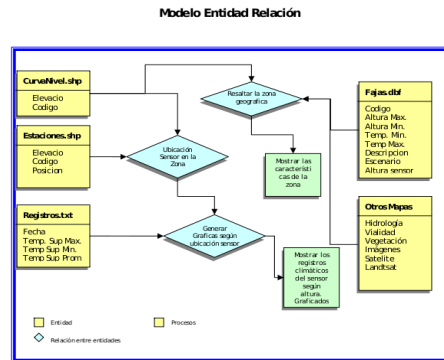 Modelo Entidad Relación
CurvaNivel.shp
Elevacio
Codigo
Estaciones.shp
Elevacio
Codigo
Posicion
Registros.txt
Fecha
Temp. Sup Max.
Temp Sup Min.
Temp Sup Prom
Resaltar la zona
geografica
Ubicación
Sensor en la
Zona
Generar
Graficas según
ubicación sensor
Mostrar las
característi
cas de la
zona
Mostrar los
registros
climáticos
del sensor
según
altura.
Graficados
Fajas.dbf
Codigo
Altura Max.
Altura Min.
Temp. Min.
Temp Max.
Descripcion
Escenario
Altura sensor
Otros Mapas
Hidrología
Vialidad
Vegetación
Imágenes
Satelite
Landtsat
Entidad
Procesos
Relación entre entidades